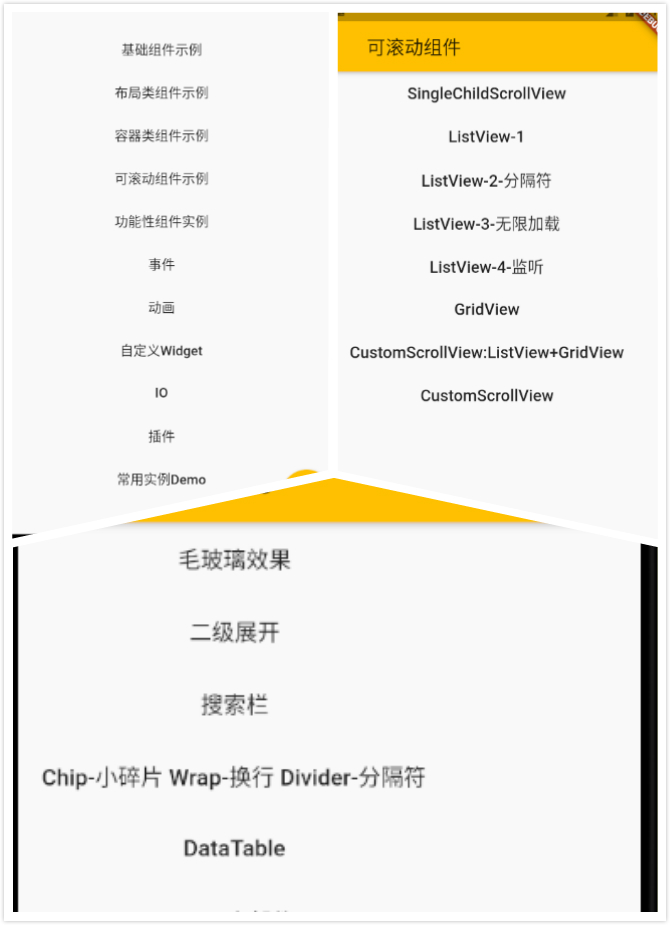 基础组件示例
布局类组件示例
容器类组件示例
可滚动组件示例
功能性组件实例
事件
动画
自定义Widget
IO
插件
常用实例Demo
可滚动组件
SingleChildScrollView
ListView-1
ListView-2-分隔符
ListView-3-无限加载
ListView-4-监听
GridView
CustomScrollView:ListView+GridView
CustomScrollView
毛玻璃效果
二级展开
搜索栏
Chip-小碎片 Wrap-换行 Divider-分隔符
DataTable